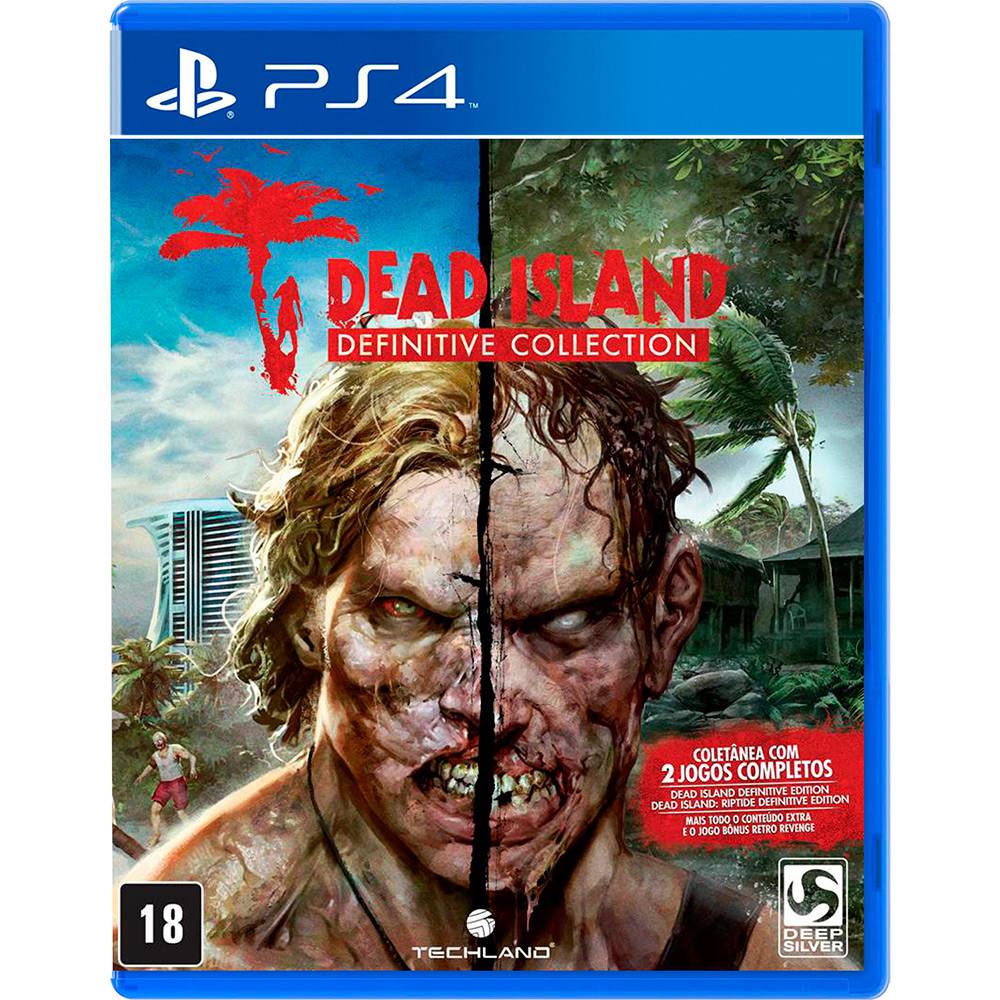 PS4
DEAD ISLAND
DEFINITIVE COLLECTION
COLETÂNEA COM
2 JOGOS COMPLETOS
DEAD ISLAND DEFINITIVE EDITION
DEAD ISLAND: RIPTIDE DEFINITIVE EDITION
MAIS TODO O CONTEÚDO EXTRA
E O JOGO BÔNUS RETRO REVENGE
18
TECHLAND
DEEP
SILVER